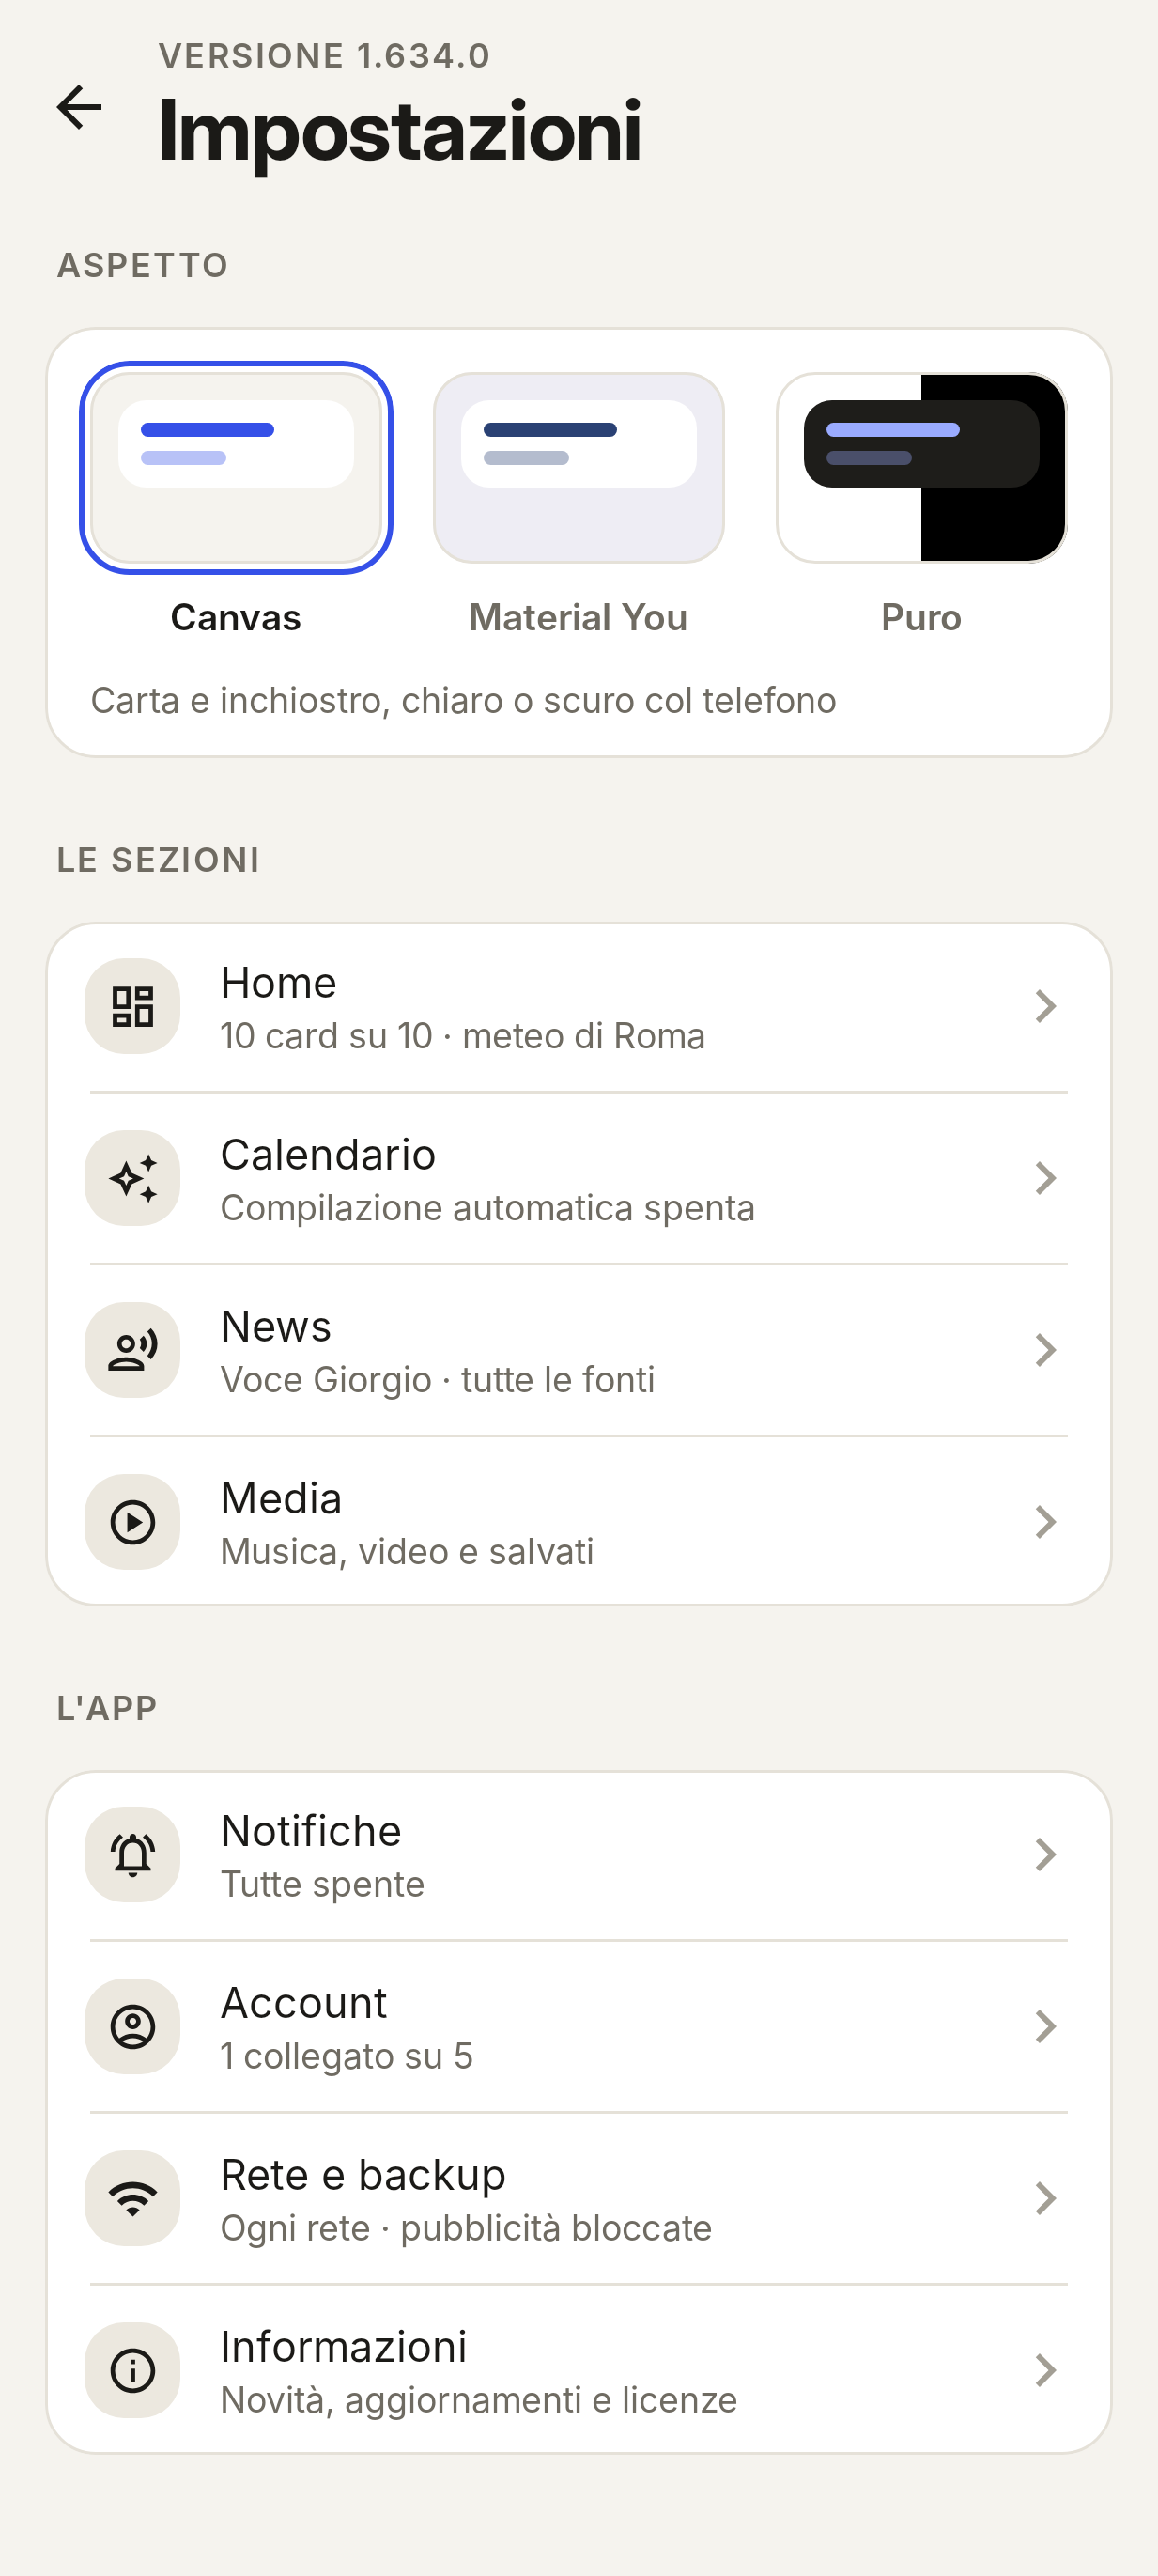 VERSIONE 1.634.0
Impostazioni
ASPETTO
Canvas
Material You
Puro
Carta e inchiostro, chiaro o scuro col telefono
LE SEZIONI
Home
10 card su 10 · meteo di Roma
Calendario
Compilazione automatica spenta
News
Voce Giorgio · tutte le fonti
Media
Musica, video e salvati
L'APP
Notifiche
Tutte spente
Account
1 collegato su 5
Rete e backup
Ogni rete · pubblicità bloccate
Informazioni
Novità, aggiornamenti e licenze